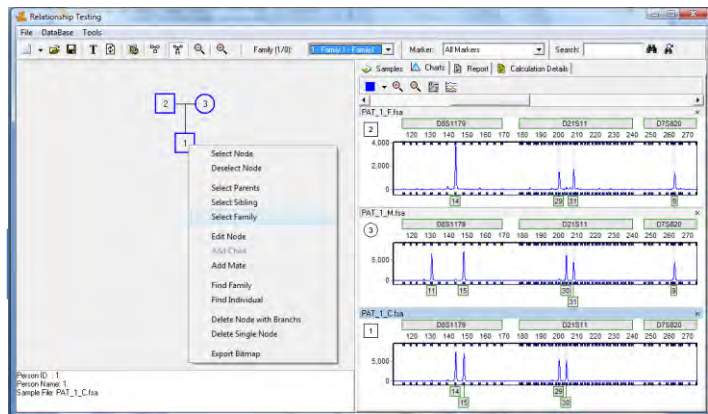 Relationship Testing
File DataBase Tools
Family (1/8): 1 - Family 1 - Family1 Marker: All Markers Search:
Samples Charts Report Calculation Details
2 3
1
Select Node
Deselect Node
Select Parents
Select Sibling
Select Family
Edit Node
Add Child
Add Mate
Find Family
Find Individual
Delete Node with Branchs
Delete Single Node
Export Bitmap
Person ID : 1
Person Name: 1
Sample File: PAT_1_C.fsa
PAT_1_F.fsa
2 D8S1179 D21S11 D7S820
120 130 140 150 160 170 180 190 200 210 220 230 240 250 260 270
4,000
2,000
0
14 29 31 9
PAT_1_M.fsa
3 D8S1179 D21S11 D7S820
120 130 140 150 160 170 180 190 200 210 220 230 240 250 260 270
5,000
0
11 15 30 9
31
PAT_1_C.fsa
1 D8S1179 D21S11 D7S820
120 130 140 150 160 170 180 190 200 210 220 230 240 250 260 270
5,000
0
14 29
15 30